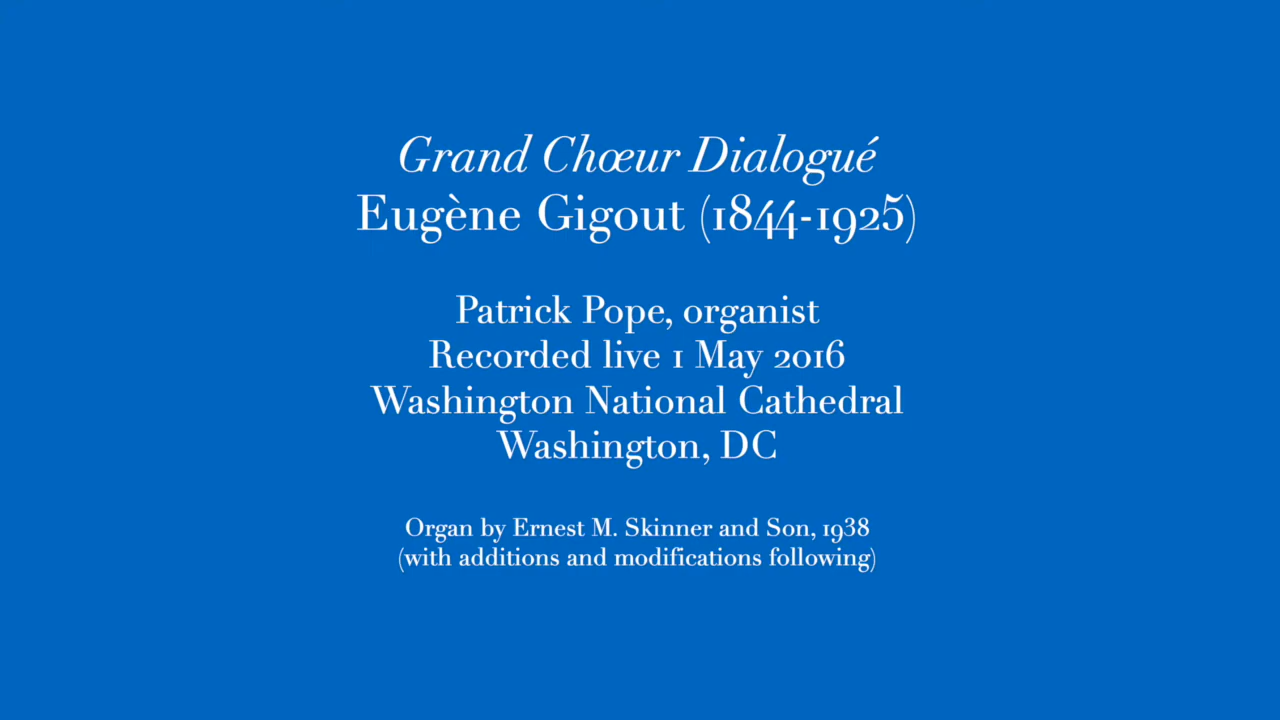 Grand Chœur Dialogué
Eugène Gigout (1844-1925)
Patrick Pope, organist
Recorded live 1 May 2016
Washington National Cathedral
Washington, DC
Organ by Ernest M. Skinner and Son, 1938
(with additions and modifications following)